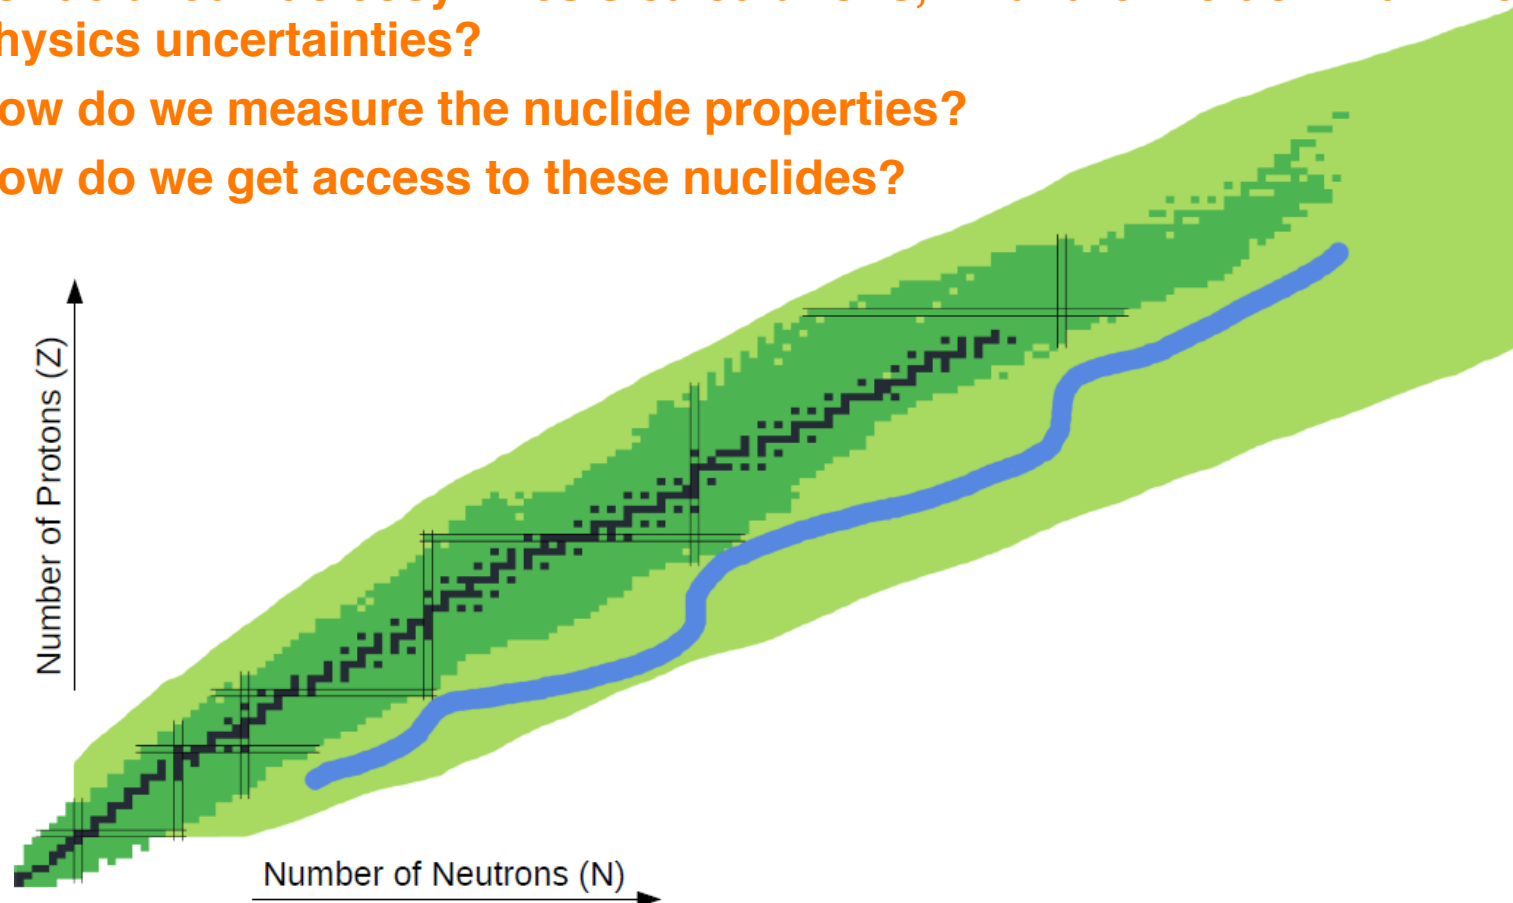 hysics uncertainties?
ow do we measure the nuclide properties?
ow do we get access to these nuclides?
Number of Protons (Z)
Number of Neutrons (N)